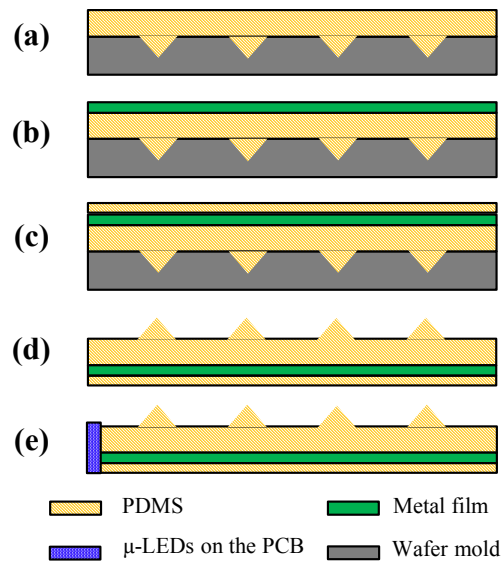 (a)
(b)
(c)
(d)
(e)
PDMS
Metal film
μ-LEDs on the PCB
Wafer mold